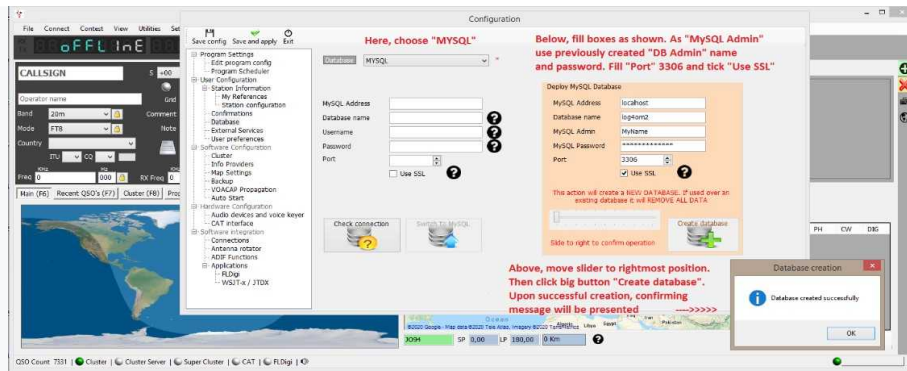 Configuration
File Connect Contest View Utilities Set
Save config Save and apply Exit
OFFLInE
Here, choose "MYSQL"
Below, fill boxes as shown. As "MySQL Admin"
use previously created "DB Admin" name
and password. Fill "Port" 3306 and tick "Use SSL"
CALLSIGN
S +00
Operator name
Gnd
Band 20m
Comment
Mode FT8
Note
Country
ITU CQ
KHz
Freq 0 000 RX Freq 0
Main (F6) Recent QSO's (F7) Cluster (F8)
Program Settings
Edit program config
Program Scheduler
User Configuration
Station Information
My References
Station configuration
Confirmations
Database
External Services
User preferences
Software Configuration
Cluster
Info Providers
Map Settings
Backup
VOACAP Propagation
Auto Start
Hardware Configuration
Audio devices and voice keyer
CAT interface
Software integration
Connections
Antenna rotator
ADIF Functions
Applications
FLDigi
WSJT-x / JTDX
Database MYSQL *
MySQL Address
Database name
Username
Password
Port
Use SSL
Check connection
Switch to MySQL
Deploy MySQL Database
MySQL Address localhost
Database name log4om2
MySQL Admin MyName
MySQL Password *************
Port 3306
Use SSL
This action will create a NEW DATABASE. If used over an
existing database it will REMOVE ALL DATA
Create database
Slide to right to confirm operation
PH CW DIG
Above, move slider to rightmost position.
Then click big button "Create database".
Upon successful creation, confirming
message will be presented ---->>>>>
Database creation
Database created successfully
OK
JO94 SP 0,00 LP 180,00 0 Km
QSO Count 7331 Cluster Cluster Server Super Cluster CAT FLDigi